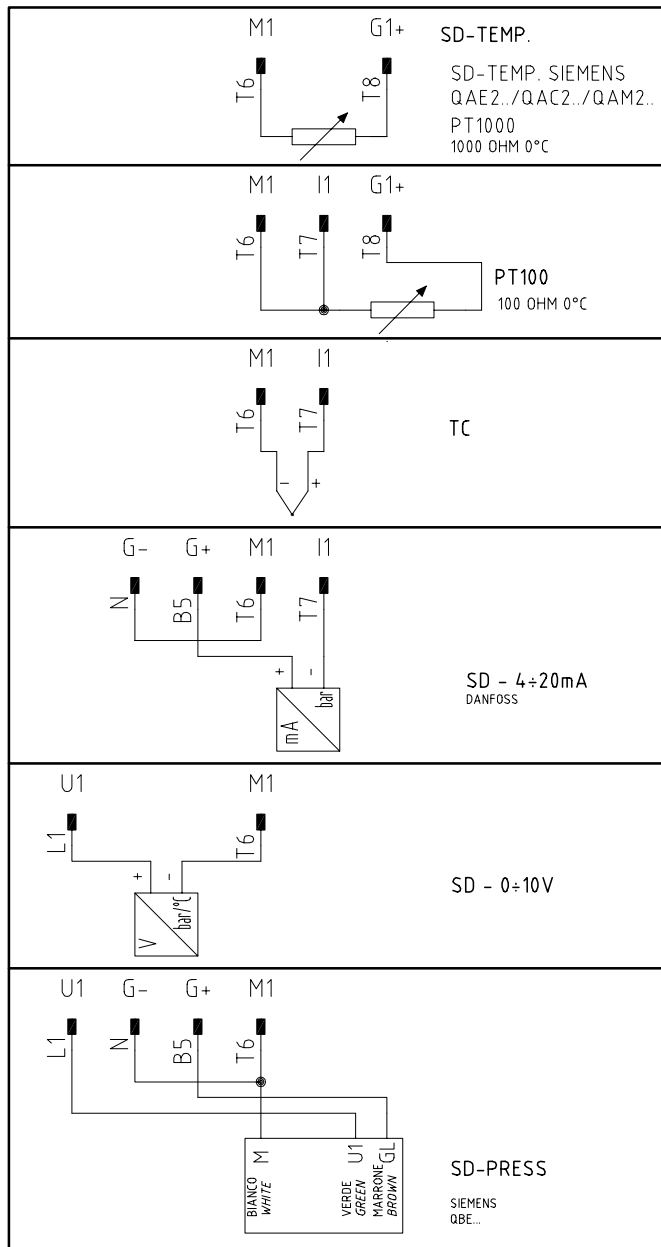 M1 G1+ SD-TEMP.
T6 T8 SD-TEMP. SIEMENS
QAE2../QAC2../QAM2..
PT1000
1000 OHM 0°C
M1 I1 G1+
T6 T7 T8
PT100
100 OHM 0°C
M1 I1
T6 T7
TC
- +
G- G+ M1 I1
N B5 T6 T7
+ -
mA bar
SD - 4÷20mA
DANFOSS
U1 M1
L1 T6
+ -
V bar/°C
SD - 0÷10V
U1 G- G+ M1
L1 N B5 T6
M U1 GL
BIANCO VERDE MARRONE
WHITE GREEN BROWN
SD-PRESS
SIEMENS
QBE...